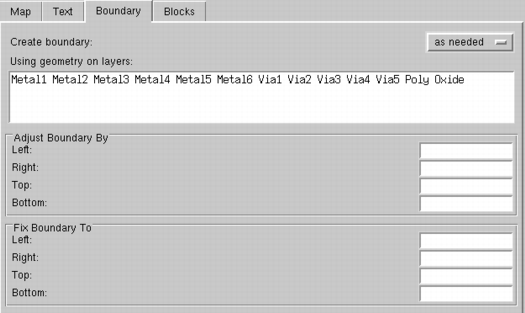 Map Text Boundary Blocks
Create boundary: as needed
Using geometry on layers:
Metal1 Metal2 Metal3 Metal4 Metal5 Metal6 Via1 Via2 Via3 Via4 Via5 Poly Oxide
Adjust Boundary By
Left:
Right:
Top:
Bottom:
Fix Boundary To
Left:
Right:
Top:
Bottom: